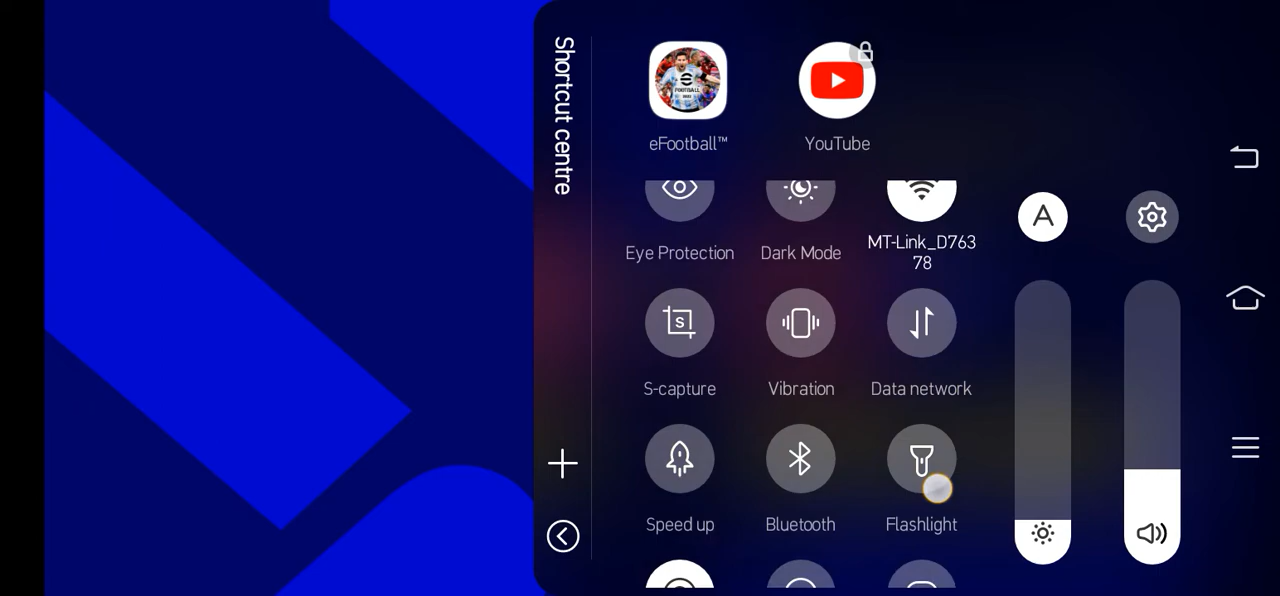 Shortcut centre
eFootball™
YouTube
Eye Protection
Dark Mode
MT-Link_D763
78
A
S
S-capture
Vibration
Data network
Speed up
Bluetooth
Flashlight